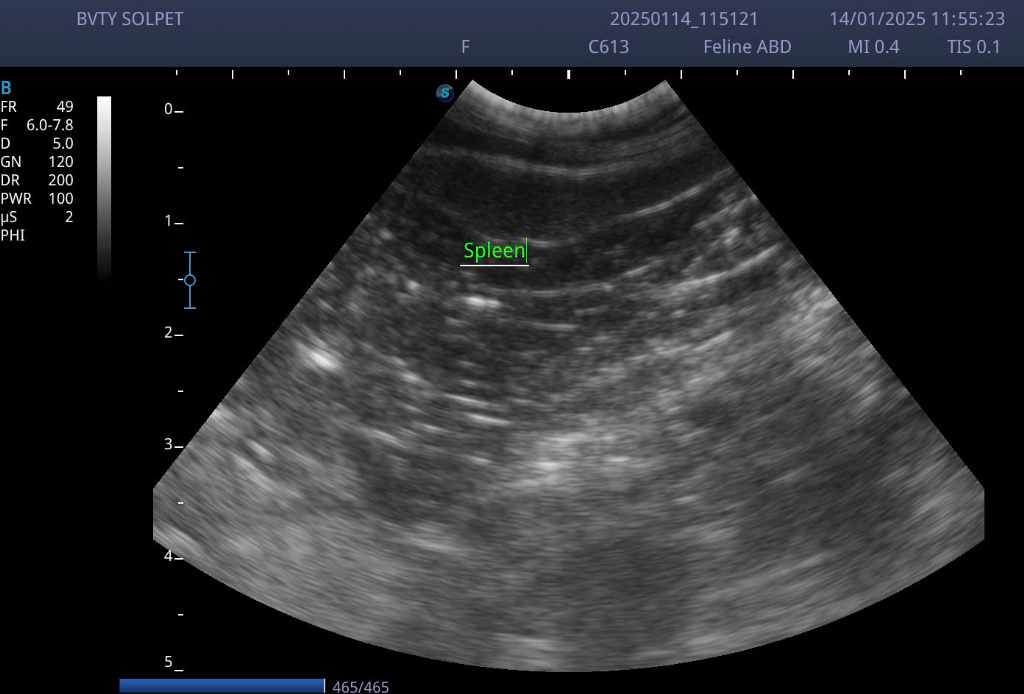 BVTY SOLPET 20250114_115121 14/01/2025 11:55:23
F C613 Feline ABD MI 0.4 TIS 0.1
B
FR 49
F 6.0-7.8
D 5.0
GN 120
DR 200
PWR 100
µS 2
PHI
S
0
1
Spleen
2
3
4
5
465/465